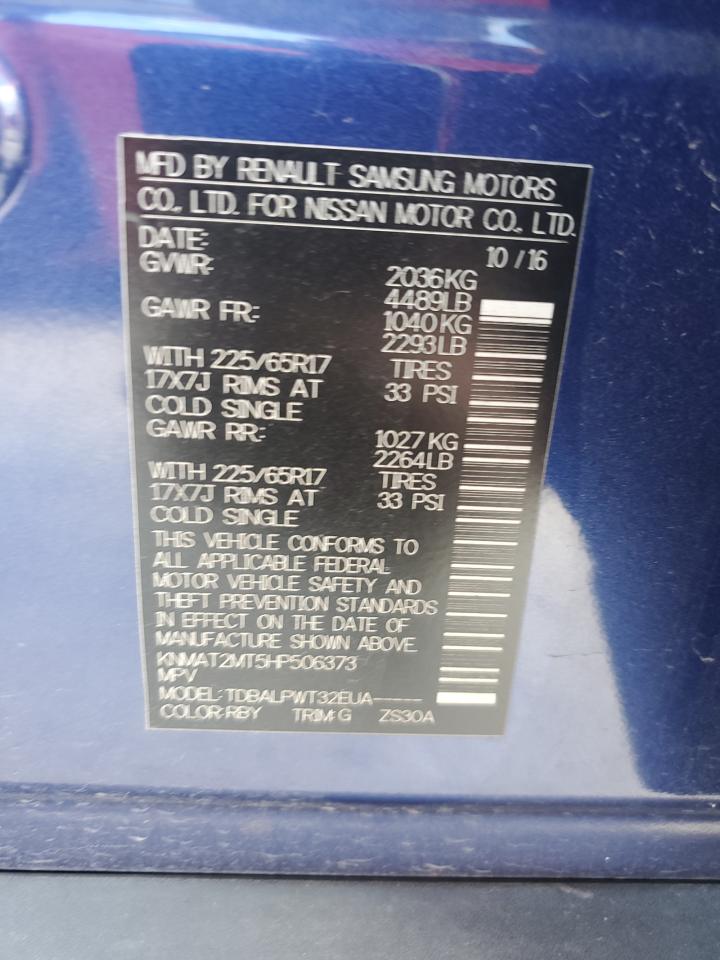 MFD BY RENAULT SAMSUNG MOTORS
CO., LTD. FOR NISSAN MOTOR CO., LTD.
DATE: 10 / 16
GVWR: 2036KG
4489LB
GAWR FR: 1040KG
2293LB
WITH 225/65R17 TIRES
17X7J RIMS AT 33 PSI
COLD SINGLE
GAWR RR: 1027KG
2264LB
WITH 225/65R17 TIRES
17X7J RIMS AT 33 PSI
COLD SINGLE
THIS VEHICLE CONFORMS TO
ALL APPLICABLE FEDERAL
MOTOR VEHICLE SAFETY AND
THEFT PREVENTION STANDARDS
IN EFFECT ON THE DATE OF
MANUFACTURE SHOWN ABOVE.
KNMAT2MT5HP506373
MPV
MODEL: TDBALPWT32EUA-----
COLOR:RBY TRIM:G ZS30A